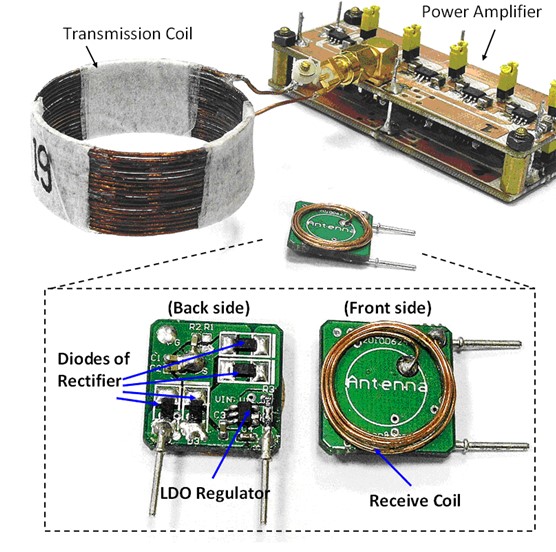 Power Amplifier
Transmission Coil
19
Antenna
(Back side)
(Front side)
R2 R1
Diodes of
Rectifier
C1
Antenna
R3
VIN
C3
LDO Regulator
Receive Coil